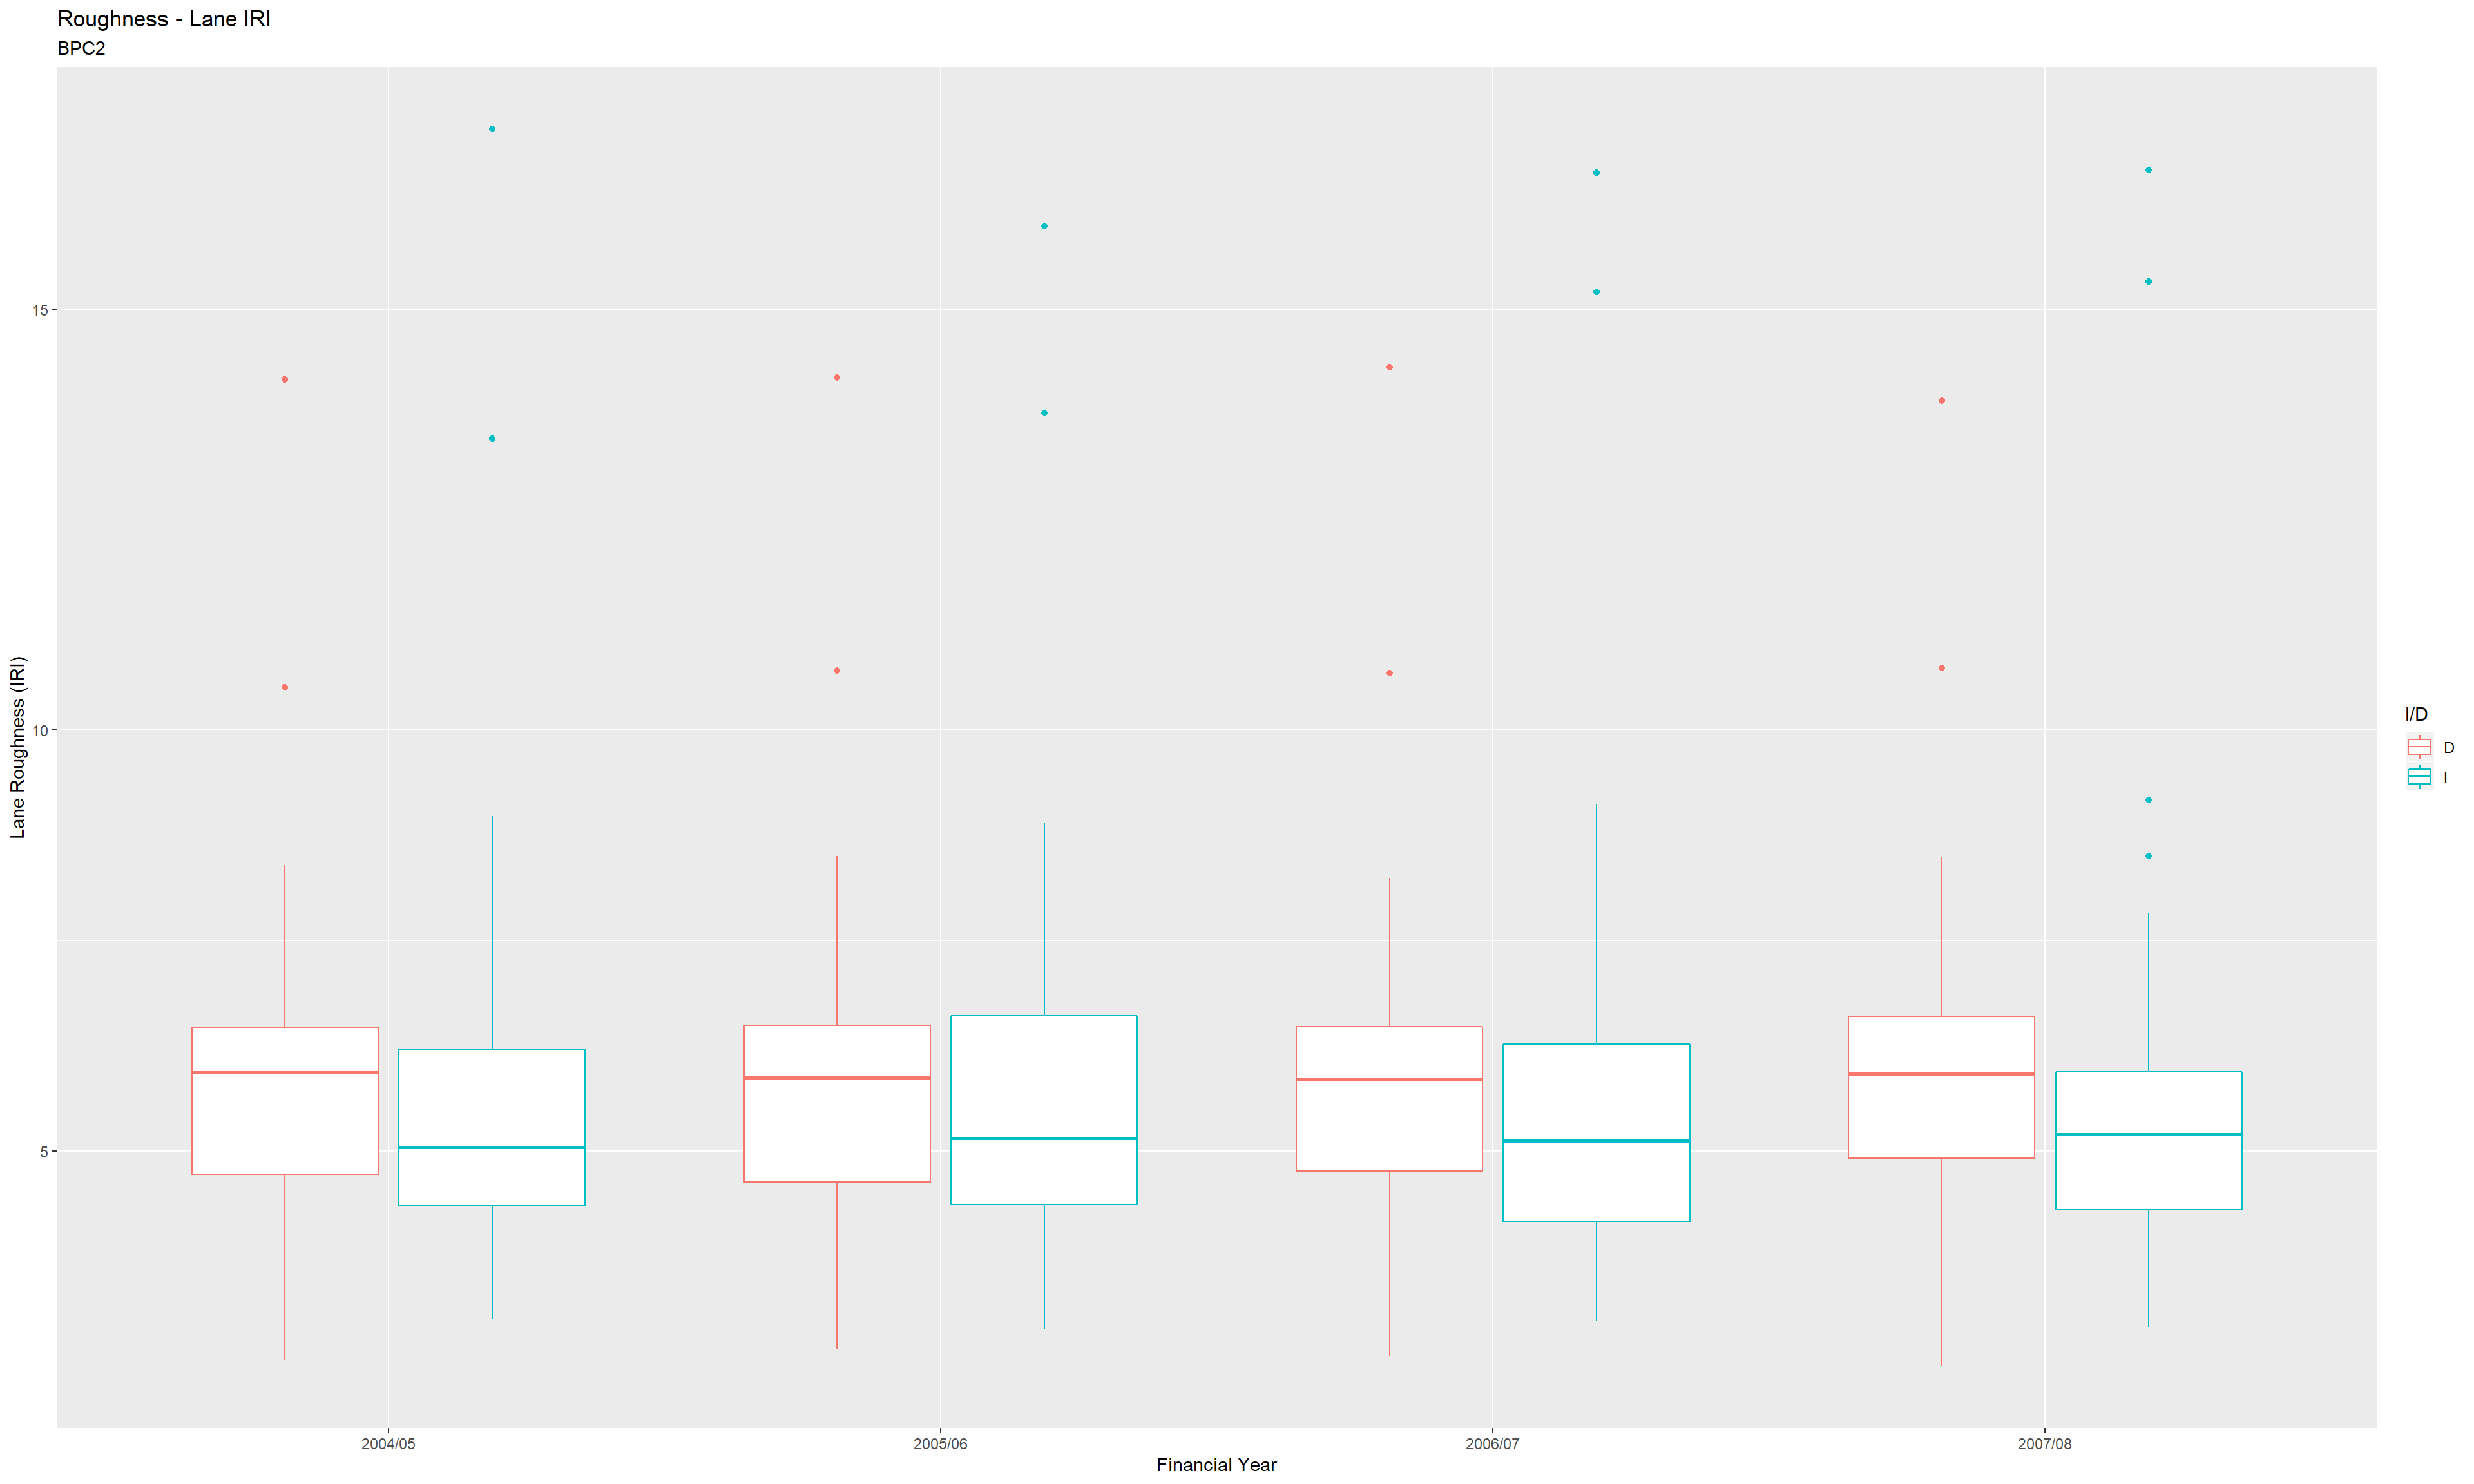 Roughness - Lane IRI
BPC2
Lane Roughness (IRI)
15
10
5
2004/05
2005/06
2006/07
2007/08
Financial Year
I/D
D
I